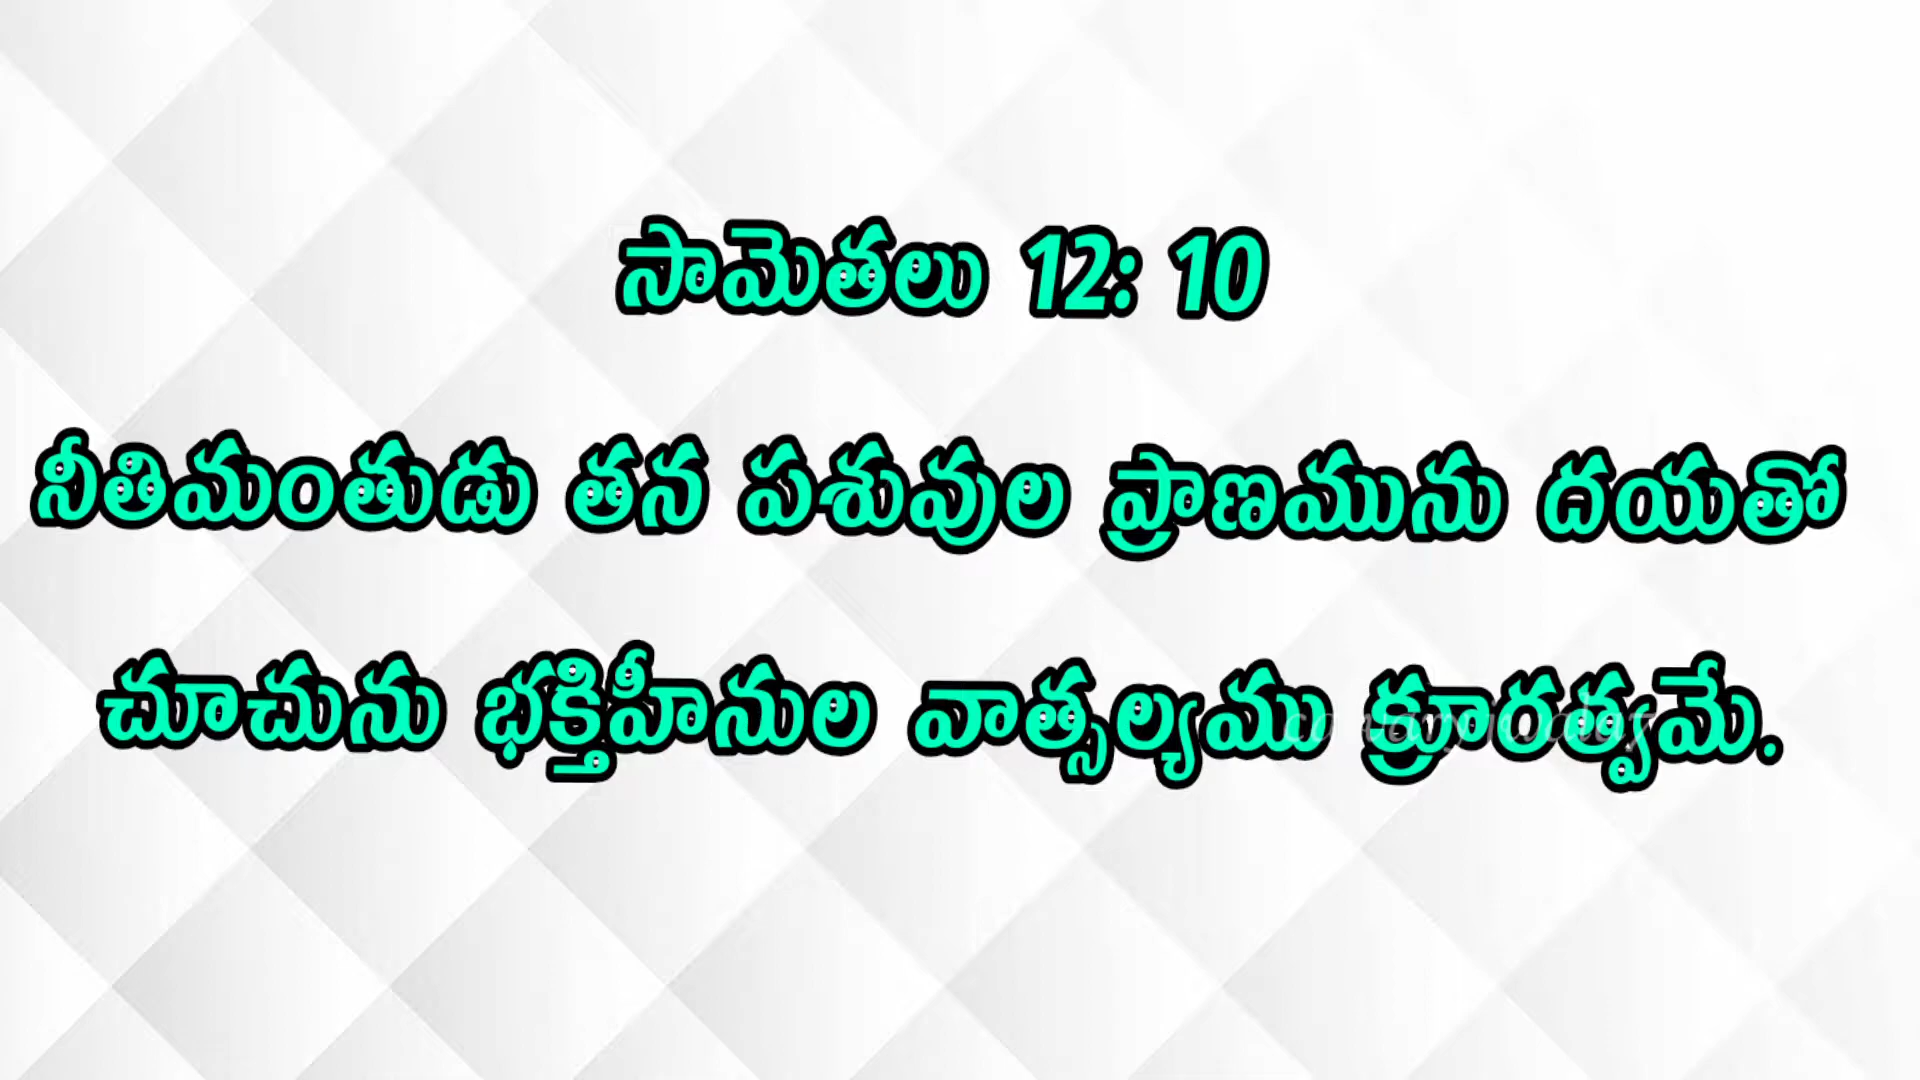 సామెతలు 12: 10
నీతిమంతుడు తన పశువుల ప్రాణమును దయతో
చూచును భక్తిహీనుల వాత్సల్యము క్రూరత్వమే.